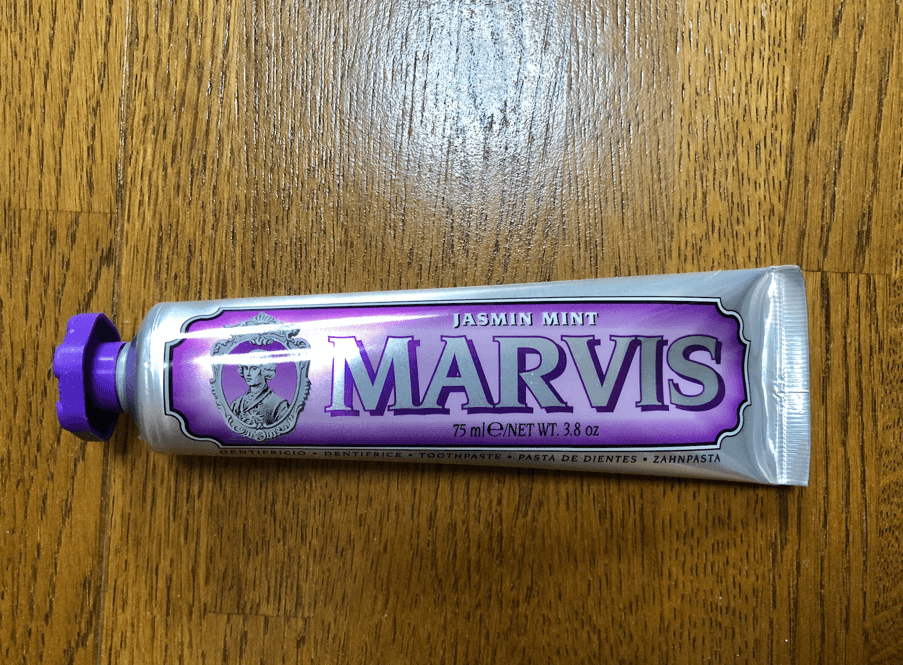 JASMIN MINT
MARVIS
75 ml ℮/NET WT. 3.8 oz
DENTIFRICIO • DENTIFRICE • TOOTHPASTE • PASTA DE DIENTES • ZAHNPASTA